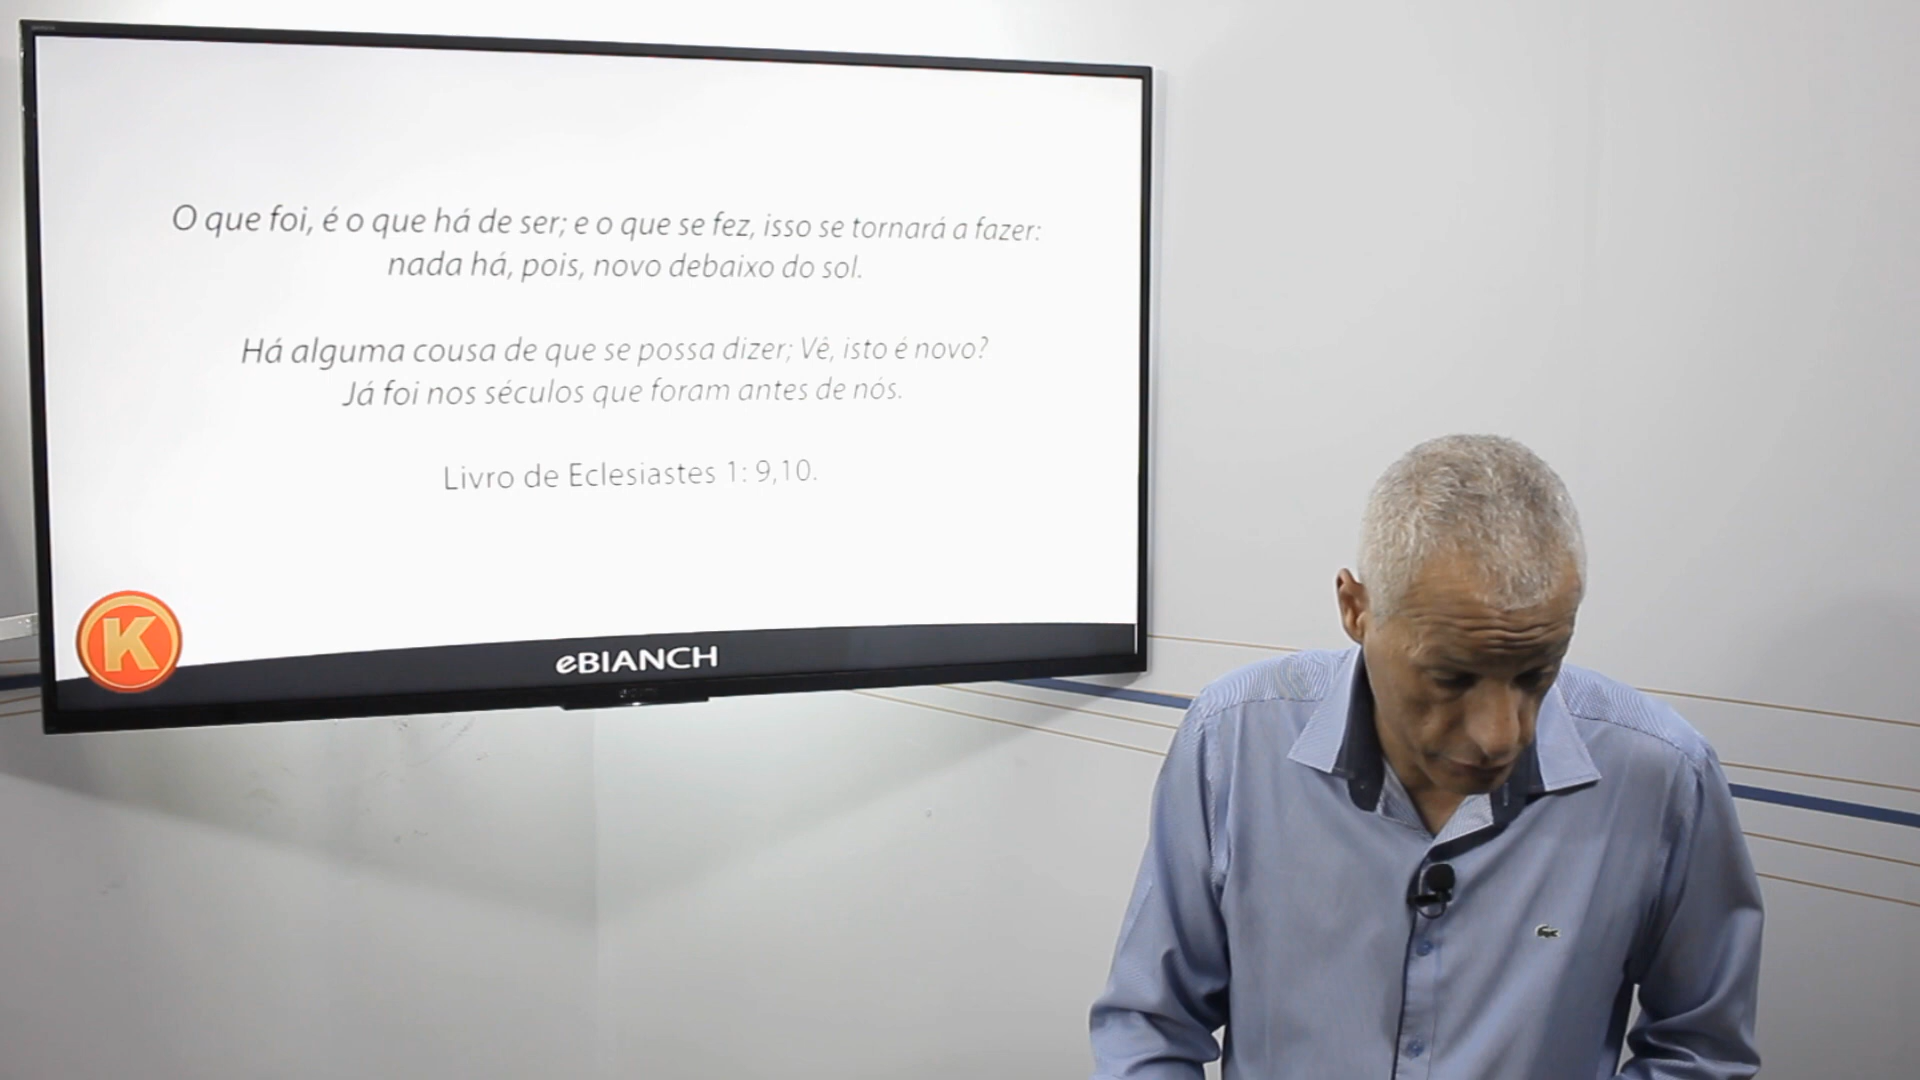 O que foi, é o que há de ser; e o que se fez, isso se tornará a fazer:
nada há, pois, novo debaixo do sol.
Há alguma cousa de que se possa dizer; Vê, isto é novo?
Já foi nos séculos que foram antes de nós.
Livro de Eclesiastes 1: 9,10.
K
eBIANCH